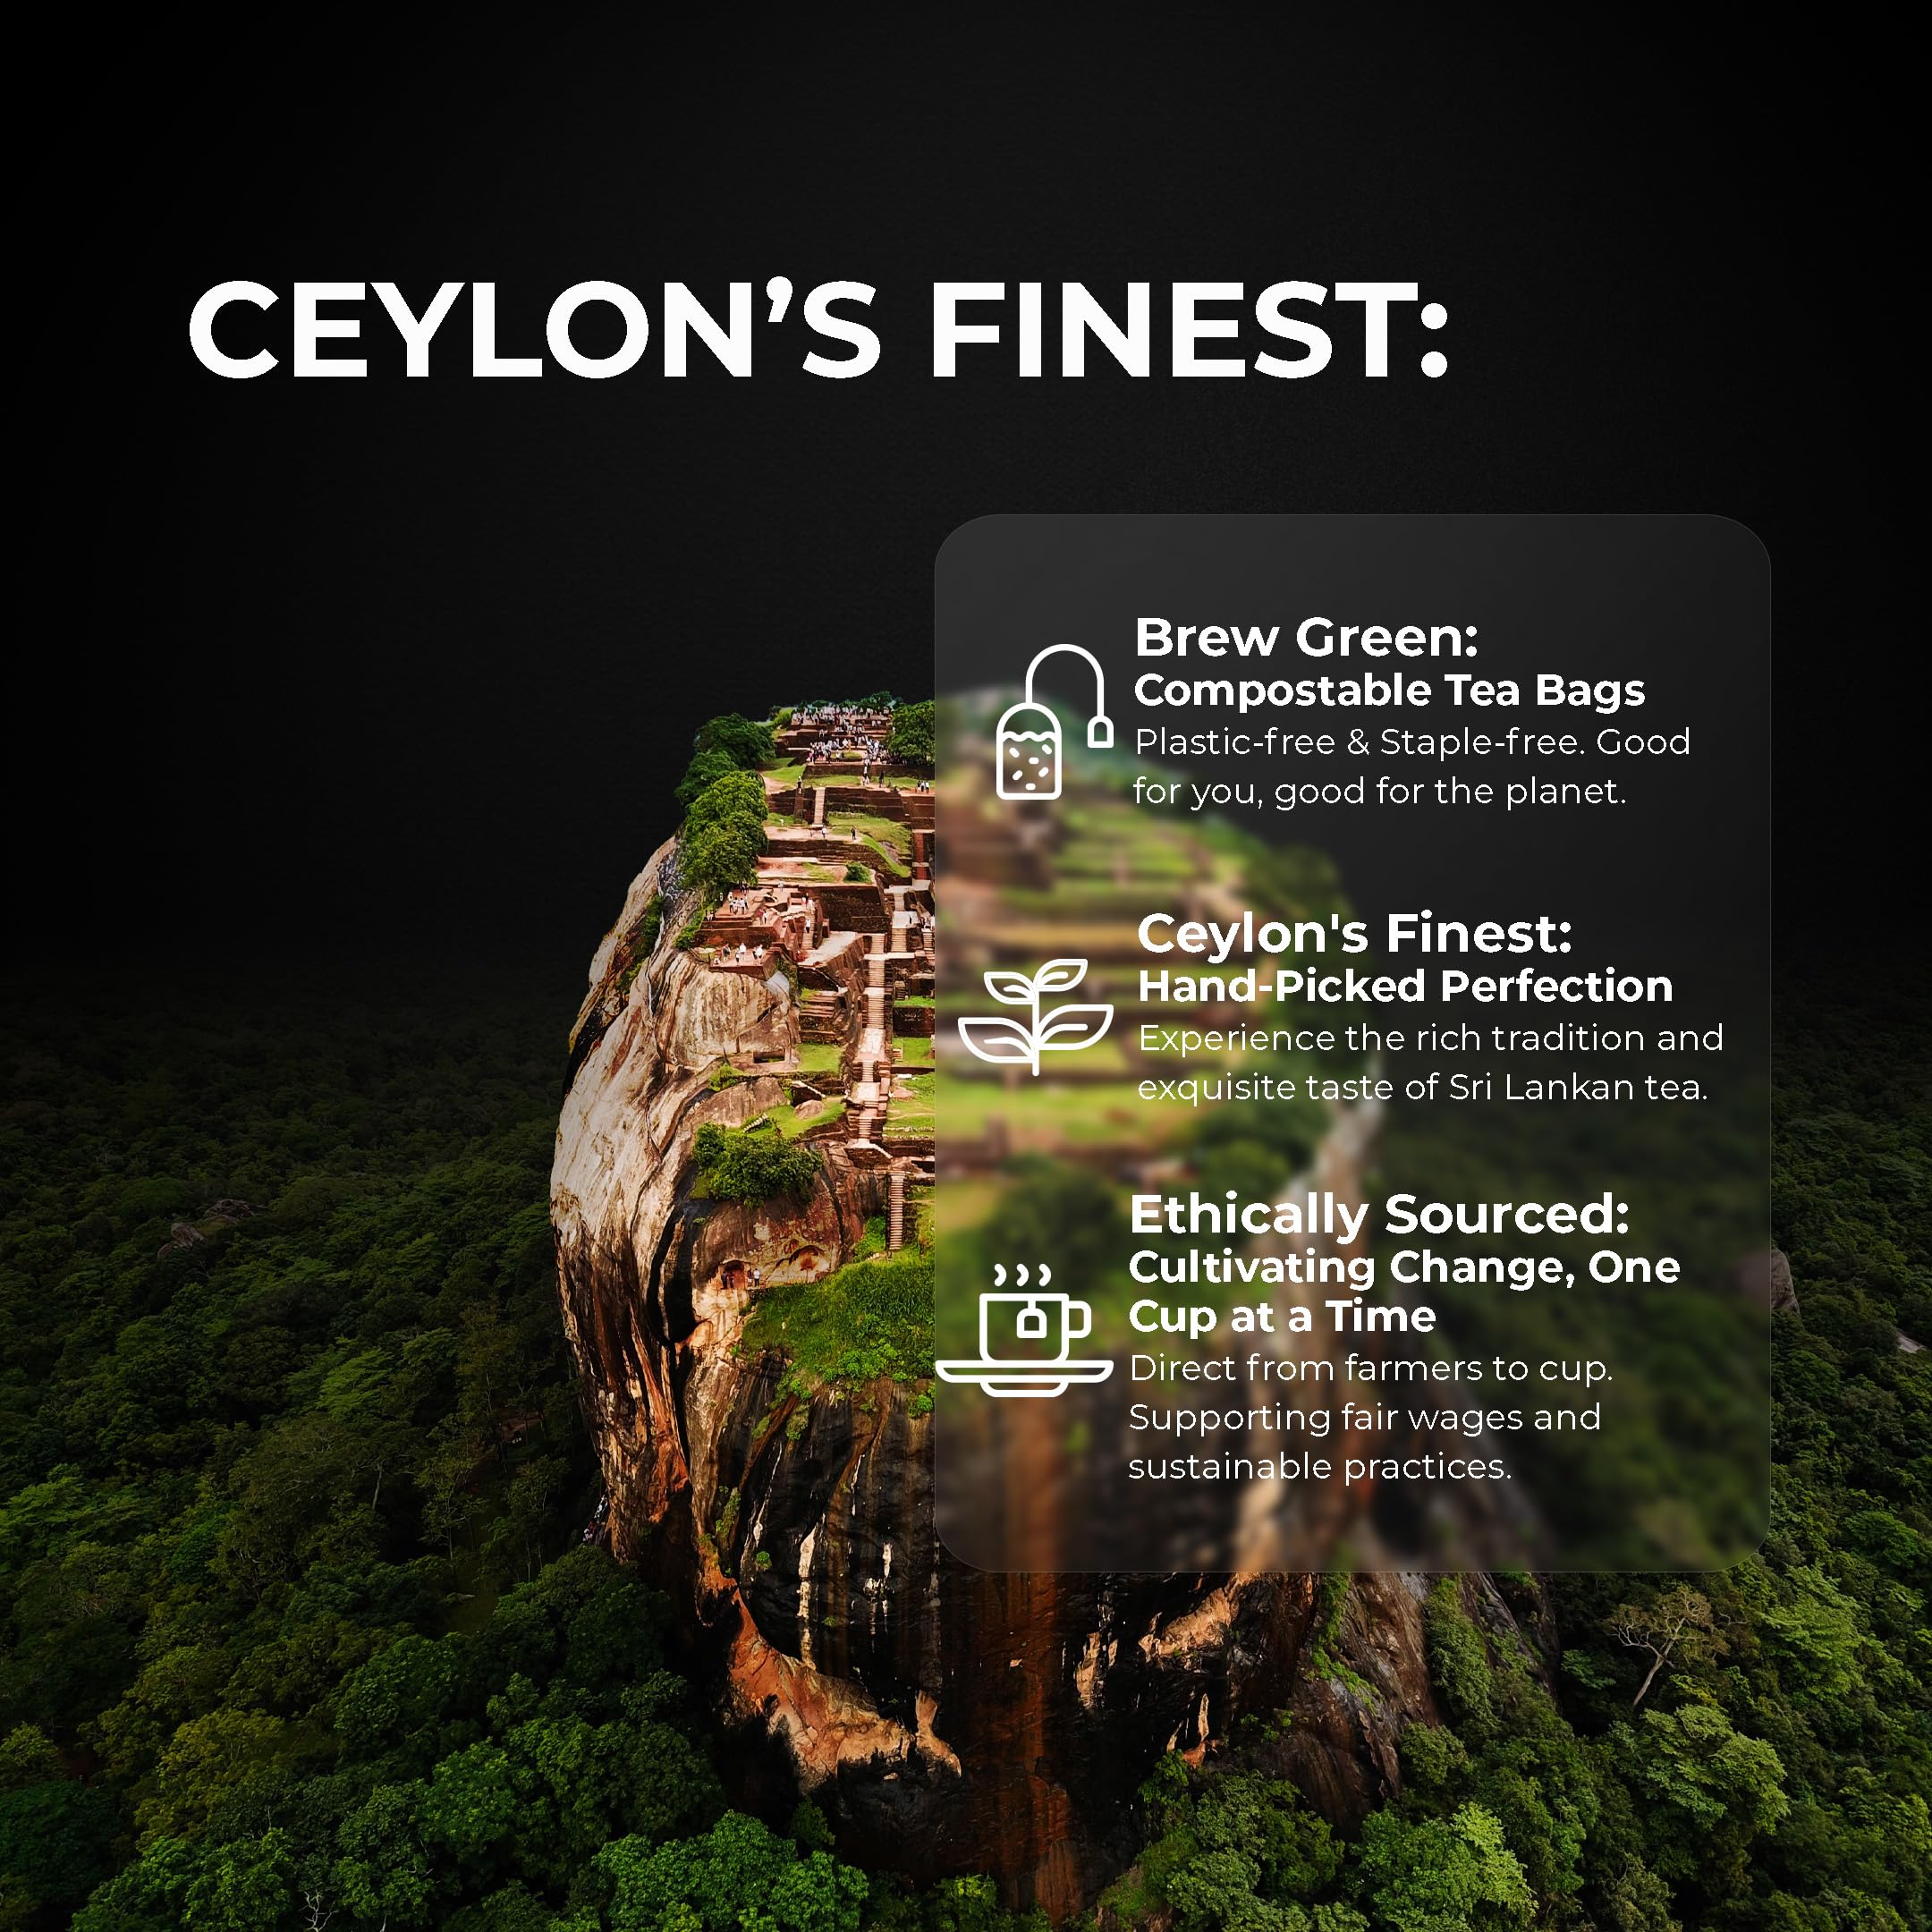 CEYLON’S FINEST:
Brew Green:
Compostable Tea Bags
Plastic-free & Staple-free. Good
for you, good for the planet.
Ceylon's Finest:
Hand-Picked Perfection
Experience the rich tradition and
exquisite taste of Sri Lankan tea.
Ethically Sourced:
Cultivating Change, One
Cup at a Time
Direct from farmers to cup.
Supporting fair wages and
sustainable practices.